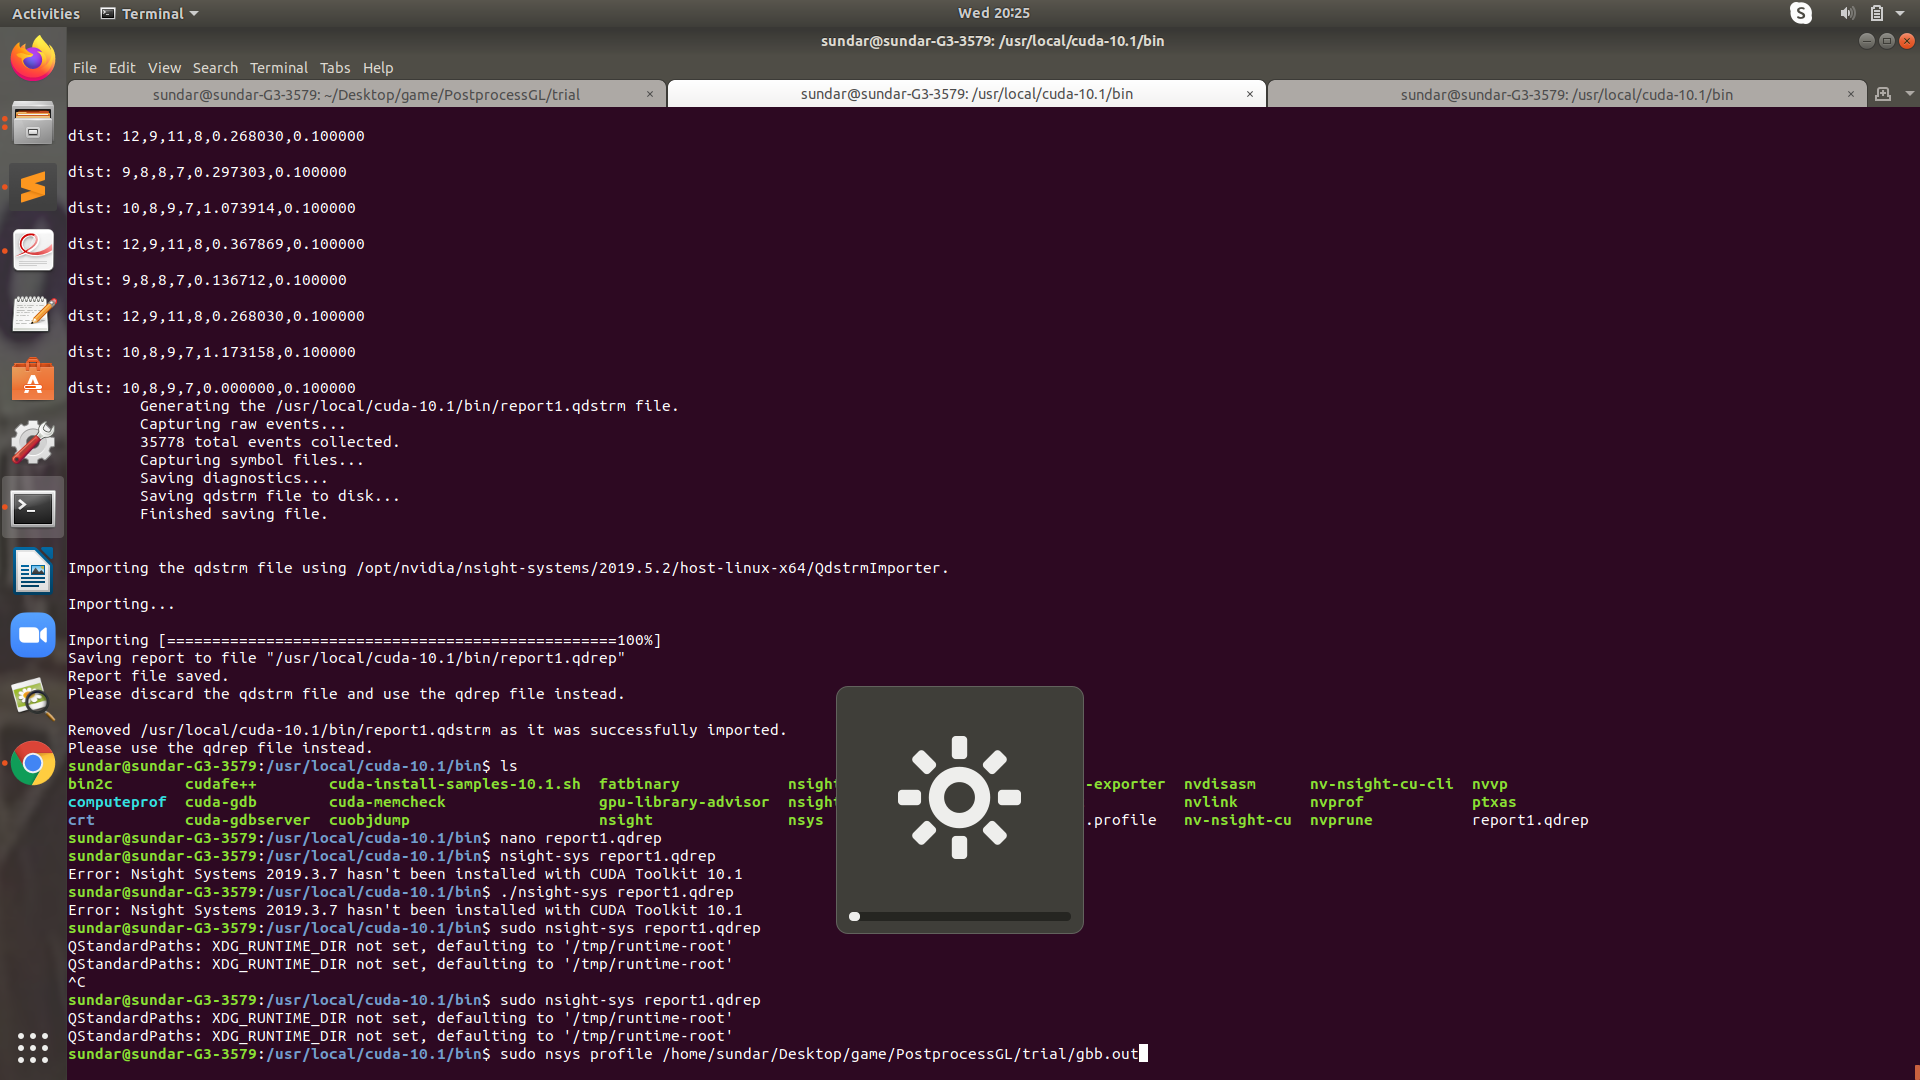 Activities Terminal Wed 20:25
sundar@sundar-G3-3579: /usr/local/cuda-10.1/bin
File Edit View Search Terminal Tabs Help
sundar@sundar-G3-3579: ~/Desktop/game/PostprocessGL/trial × sundar@sundar-G3-3579: /usr/local/cuda-10.1/bin × sundar@sundar-G3-3579: /usr/local/cuda-10.1/bin ×
dist: 12,9,11,8,0.268030,0.100000
dist: 9,8,8,7,0.297303,0.100000
dist: 10,8,9,7,1.073914,0.100000
dist: 12,9,11,8,0.367869,0.100000
dist: 9,8,8,7,0.136712,0.100000
dist: 12,9,11,8,0.268030,0.100000
dist: 10,8,9,7,1.173158,0.100000
dist: 10,8,9,7,0.000000,0.100000
Generating the /usr/local/cuda-10.1/bin/report1.qdstrm file.
Capturing raw events...
35778 total events collected.
Capturing symbol files...
Saving diagnostics...
Saving qdstrm file to disk...
Finished saving file.
Importing the qdstrm file using /opt/nvidia/nsight-systems/2019.5.2/host-linux-x64/QdstrmImporter.
Importing...
Importing [==================================================100%]
Saving report to file "/usr/local/cuda-10.1/bin/report1.qdrep"
Report file saved.
Please discard the qdstrm file and use the qdrep file instead.
Removed /usr/local/cuda-10.1/bin/report1.qdstrm as it was successfully imported.
Please use the qdrep file instead.
sundar@sundar-G3-3579:/usr/local/cuda-10.1/bin$ ls
bin2c cudafe++ cuda-install-samples-10.1.sh fatbinary nsight -exporter nvdisasm nv-nsight-cu-cli nvvp
computeprof cuda-gdb cuda-memcheck gpu-library-advisor nsight nvlink nvprof ptxas
crt cuda-gdbserver cuobjdump nsight nsys .profile nv-nsight-cu nvprune report1.qdrep
sundar@sundar-G3-3579:/usr/local/cuda-10.1/bin$ nano report1.qdrep
sundar@sundar-G3-3579:/usr/local/cuda-10.1/bin$ nsight-sys report1.qdrep
Error: Nsight Systems 2019.3.7 hasn't been installed with CUDA Toolkit 10.1
sundar@sundar-G3-3579:/usr/local/cuda-10.1/bin$ ./nsight-sys report1.qdrep
Error: Nsight Systems 2019.3.7 hasn't been installed with CUDA Toolkit 10.1
sundar@sundar-G3-3579:/usr/local/cuda-10.1/bin$ sudo nsight-sys report1.qdrep
QStandardPaths: XDG_RUNTIME_DIR not set, defaulting to '/tmp/runtime-root'
QStandardPaths: XDG_RUNTIME_DIR not set, defaulting to '/tmp/runtime-root'
^C
sundar@sundar-G3-3579:/usr/local/cuda-10.1/bin$ sudo nsight-sys report1.qdrep
QStandardPaths: XDG_RUNTIME_DIR not set, defaulting to '/tmp/runtime-root'
QStandardPaths: XDG_RUNTIME_DIR not set, defaulting to '/tmp/runtime-root'
sundar@sundar-G3-3579:/usr/local/cuda-10.1/bin$ sudo nsys profile /home/sundar/Desktop/game/PostprocessGL/trial/gbb.out